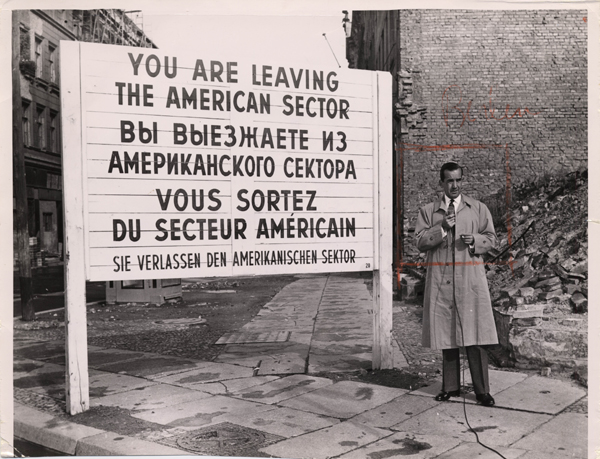 YOU ARE LEAVING
THE AMERICAN SECTOR
ВЫ ВЫЕЗЖАЕТЕ ИЗ
АМЕРИКАНСКОГО СЕКТОРА
VOUS SORTEZ
DU SECTEUR AMÉRICAIN
SIE VERLASSEN DEN AMERIKANISCHEN SEKTOR